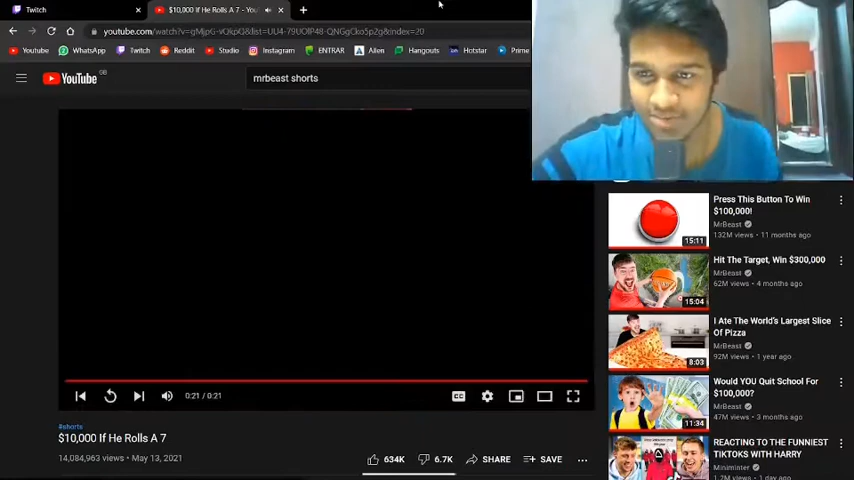 Twitch
$10,000 If He Rolls A 7 - You
youtube.com/watch?v=gMjpG-vQkpQ&list=UU4-79UOlP48-QNGgCko5p2g&index=20
Youtube WhatsApp Twitch Reddit Studio Instagram ENTRAR Alien Hangouts Hotstar Prime
YouTube GB
mrbeast shorts
Press This Button To Win
$100,000!
MrBeast
132M views • 11 months ago
15:11
Hit The Target, Win $300,000
MrBeast
62M views • 4 months ago
15:04
I Ate The World's Largest Slice
Of Pizza
MrBeast
92M views • 1 year ago
8:03
Would YOU Quit School For
$100,000?
MrBeast
47M views • 3 months ago
11:34
REACTING TO THE FUNNIEST
TIKTOKS WITH HARRY
Miniminter
1.2M views • 1 day ago
0:21 / 0:21
CC
#shorts
$10,000 If He Rolls A 7
14,084,963 views • May 13, 2021
634K 6.7K SHARE SAVE